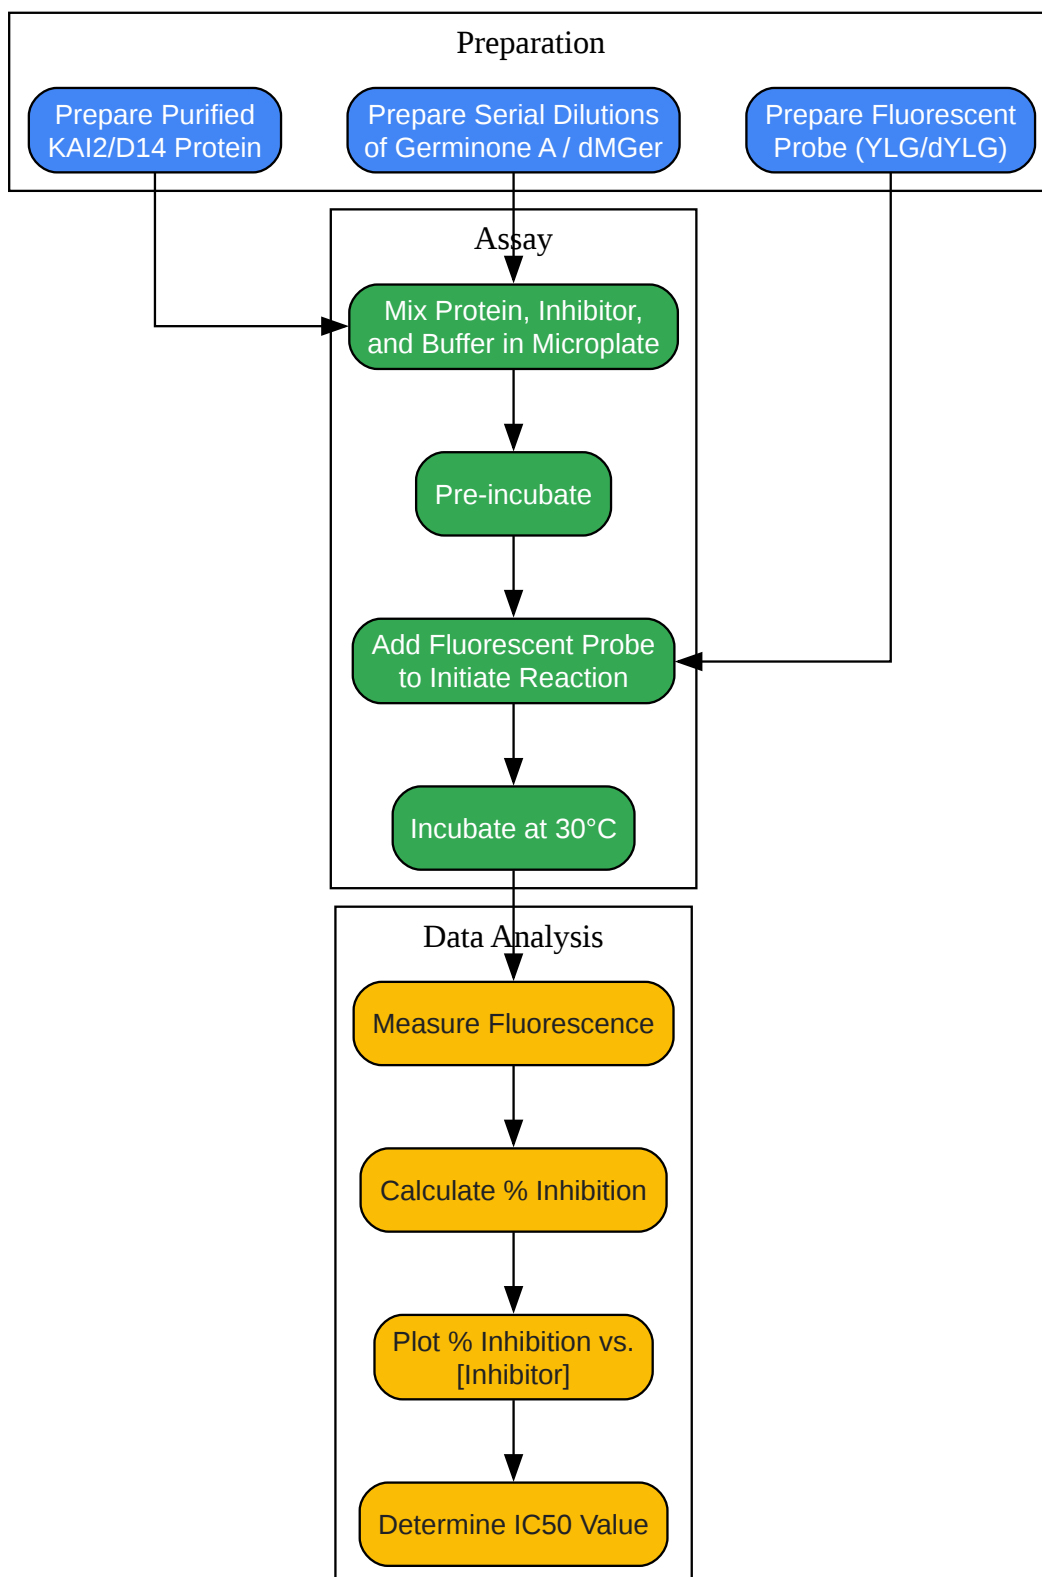 Preparation
Prepare Purified
KAI2/D14 Protein
Prepare Serial Dilutions
of Germinone A / dMGer
Prepare Fluorescent
Probe (YLG/dYLG)
Assay
Mix Protein, Inhibitor,
and Buffer in Microplate
Pre-incubate
Add Fluorescent Probe
to Initiate Reaction
Incubate at 30°C
Data Analysis
Measure Fluorescence
Calculate % Inhibition
Plot % Inhibition vs.
[Inhibitor]
Determine IC50 Value